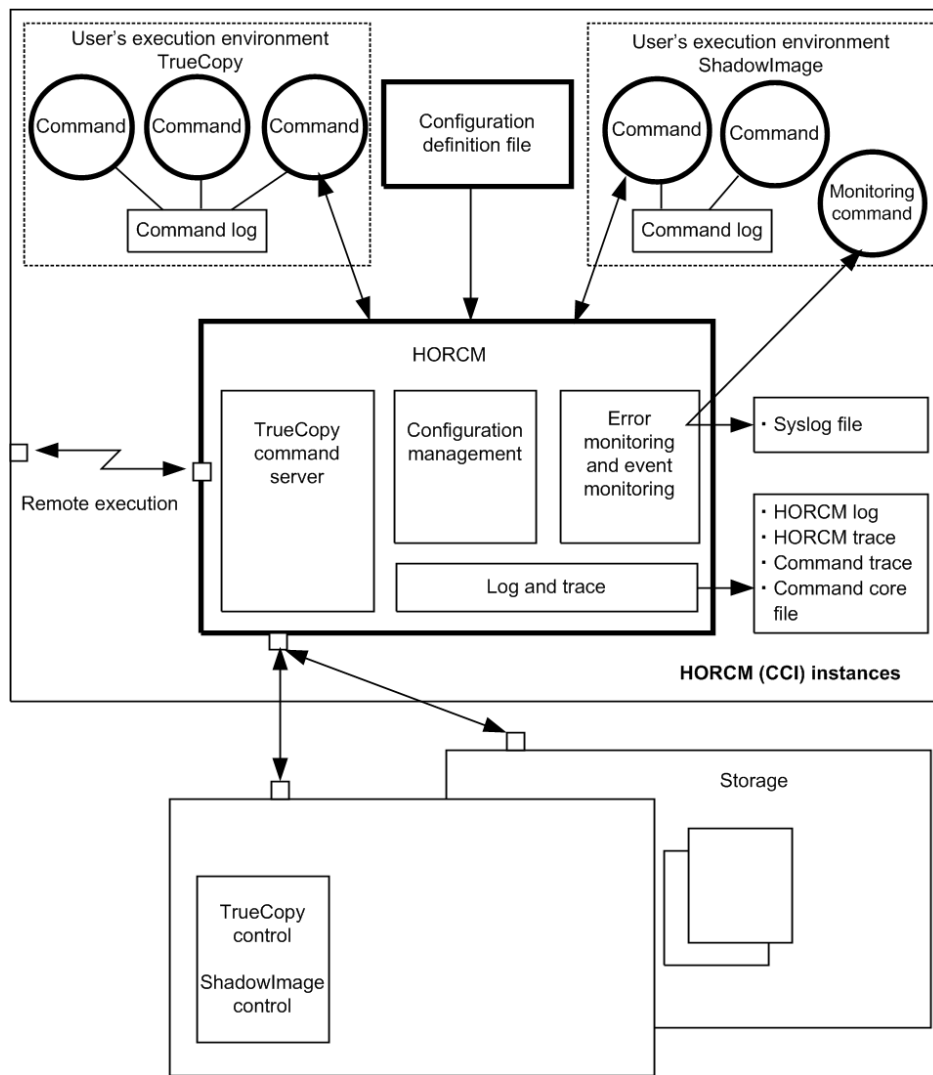 User's execution environment
TrueCopy
Command
Command
Command
Command log
Configuration
definition file
User's execution environment
ShadowImage
Command
Command
Monitoring
command
Command log
HORCM
TrueCopy
command
server
Configuration
management
Error
monitoring
and event
monitoring
Log and trace
Remote execution
・ Syslog file
・ HORCM log
・ HORCM trace
・ Command trace
・ Command core
file
HORCM (CCI) instances
Storage
TrueCopy
control
ShadowImage
control